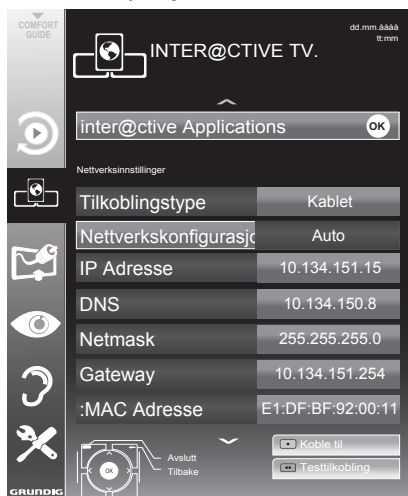 COMFORT
GUIDE
INTER@CTIVE TV.
dd.mm.åååå
tt:mm
inter@ctive Applications
OK
Nettverksinnstillinger
Tilkoblingstype
Kablet
Nettverkskonfigurasjo
Auto
IP Adresse
10.134.151.15
DNS
10.134.150.8
Netmask
255.255.255.0
Gateway
10.134.151.254
:MAC Adresse
E1:DF:BF:92:00:11
OK
Avslutt
Tilbake
Koble til
Testtilkobling
GRUNDIG